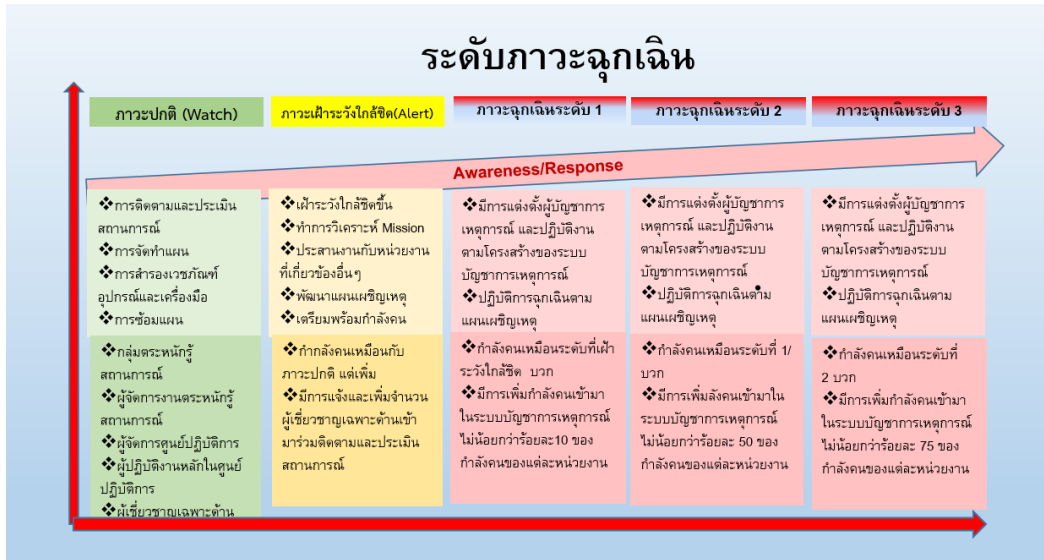 ระดับภาวะฉุกเฉิน
ภาวะปกติ (Watch)
ภาวะเฝ้าระวังใกล้ชิด(Alert)
ภาวะฉุกเฉินระดับ 1
ภาวะฉุกเฉินระดับ 2
ภาวะฉุกเฉินระดับ 3
Awareness/Response
❖การติดตามและประเมิน
สถานการณ์
❖การจัดทำแผน
❖การสำรองเวชภัณฑ์
อุปกรณ์และเครื่องมือ
❖การซ้อมแผน
❖เฝ้าระวังใกล้ชิดขึ้น
❖ทำการวิเคราะห์ Mission
❖ประสานงานกับหน่วยงาน
ที่เกี่ยวข้องอื่นๆ
❖พัฒนาแผนเผชิญเหตุ
❖เตรียมพร้อมกำลังคน
❖มีการแต่งตั้งผู้บัญชาการ
เหตุการณ์ และปฏิบัติงาน
ตามโครงสร้างของระบบ
บัญชาการเหตุการณ์
❖ปฏิบัติการฉุกเฉินตาม
แผนเผชิญเหตุ
❖มีการแต่งตั้งผู้บัญชาการ
เหตุการณ์ และปฏิบัติงาน
ตามโครงสร้างของระบบ
บัญชาการเหตุการณ์
❖ปฏิบัติการฉุกเฉินตาม
แผนเผชิญเหตุ
❖มีการแต่งตั้งผู้บัญชาการ
เหตุการณ์ และปฏิบัติงาน
ตามโครงสร้างของระบบ
บัญชาการเหตุการณ์
❖ปฏิบัติการฉุกเฉินตาม
แผนเผชิญเหตุ
❖กลุ่มตระหนักรู้
สถานการณ์
❖ผู้จัดการงานตระหนักรู้
สถานการณ์
❖ผู้จัดการศูนย์ปฏิบัติการ
❖ผู้ปฏิบัติงานหลักในศูนย์
ปฏิบัติการ
❖ผู้เชี่ยวชาญเฉพาะด้าน
❖กำกลังคนเหมือนกับ
ภาวะปกติ แต่เพิ่ม
❖มีการแจ้งและเพิ่มจำนวน
ผู้เชี่ยวชาญเฉพาะด้านเข้า
มาร่วมติดตามและประเมิน
สถานการณ์
❖กำลังคนเหมือนระดับที่เฝ้า
ระวังใกล้ชิด บวก
❖มีการเพิ่มกำลังคนเข้ามา
ในระบบบัญชาการเหตุการณ์
ไม่น้อยกว่าร้อยละ10 ของ
กำลังคนของแต่ละหน่วยงาน
❖กำลังคนเหมือนระดับที่ 1/
บวก
❖มีการเพิ่มลังคนเข้ามาใน
ระบบบัญชาการเหตุการณ์
ไม่น้อยกว่าร้อยละ 50 ของ
กำลังคนของแต่ละหน่วยงาน
❖กำลังคนเหมือนระดับที่
2 บวก
❖มีการเพิ่มกำลังคนเข้ามา
ในระบบบัญชาการเหตุการณ์
ไม่น้อยกว่าร้อยละ 75 ของ
กำลังคนของแต่ละหน่วยงาน